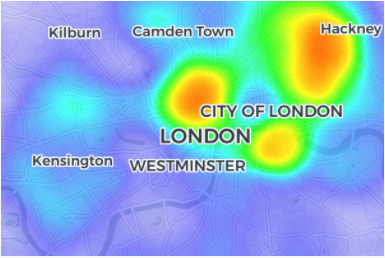 Hackney
Kilburn
Camden Town
CITY OF LONDON
LONDON
Kensington
WESTMINSTER